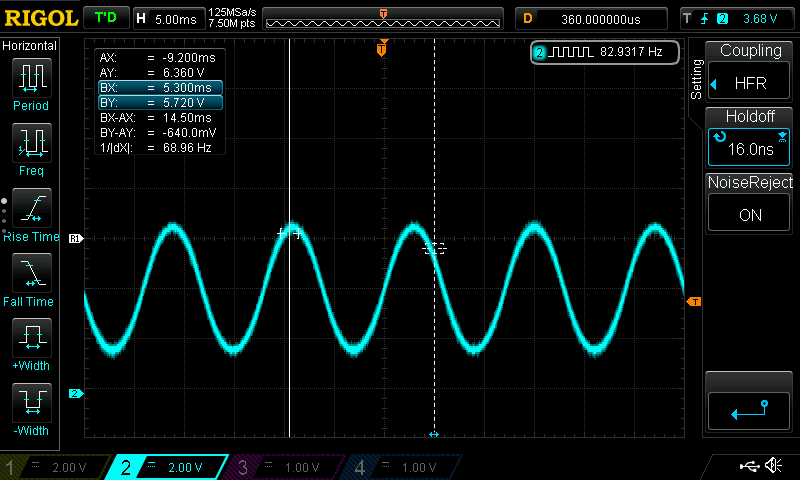 RIGOL T'D H 5.00ms 125MSa/s 7.50M pts T D 360.000000us T 2 3.68 V
Horizontal
Period
Freq
Rise Time
Fall Time
+Width
-Width
AX: = -9.200ms
AY: = 6.360 V
BX: = 5.300ms
BY: = 5.720 V
BX-AX: = 14.50ms
BY-AY: = -640.0mV
1/|dX|: = 68.96 Hz
T
2 82.9317 Hz
R1
2
T
Setting
Coupling
HFR
Holdoff
16.0ns
NoiseReject
ON
1 = 2.00 V 2 = 2.00 V 3 = 1.00 V 4 = 1.00 V